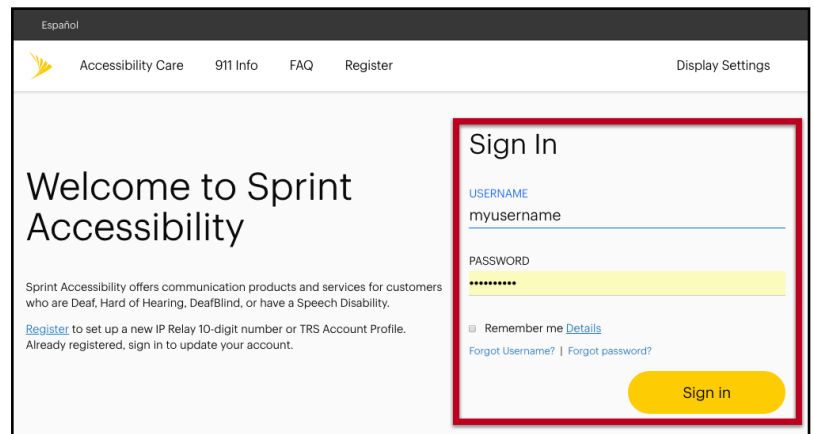 Español
Accessibility Care 911 Info FAQ Register Display Settings
Welcome to Sprint
Accessibility
Sprint Accessibility offers communication products and services for customers
who are Deaf, Hard of Hearing, DeafBlind, or have a Speech Disability.
Register to set up a new IP Relay 10-digit number or TRS Account Profile.
Already registered, sign in to update your account.
Sign In
USERNAME
myusername
PASSWORD
••••••••••
Remember me Details
Forgot Username? | Forgot password?
Sign in